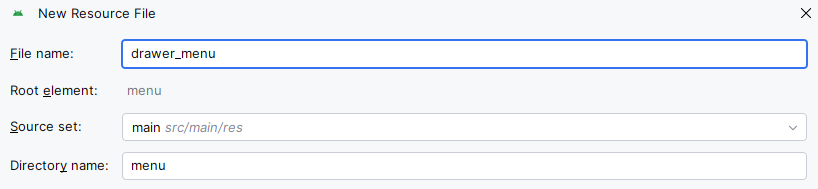 New Resource File
File name: drawer_menu
Root element: menu
Source set: main src/main/res
Directory name: menu